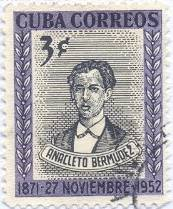 CUBA CORREOS
3¢
ANACLETO BERMUDEZ
1871-27 NOVIEMBRE-1952